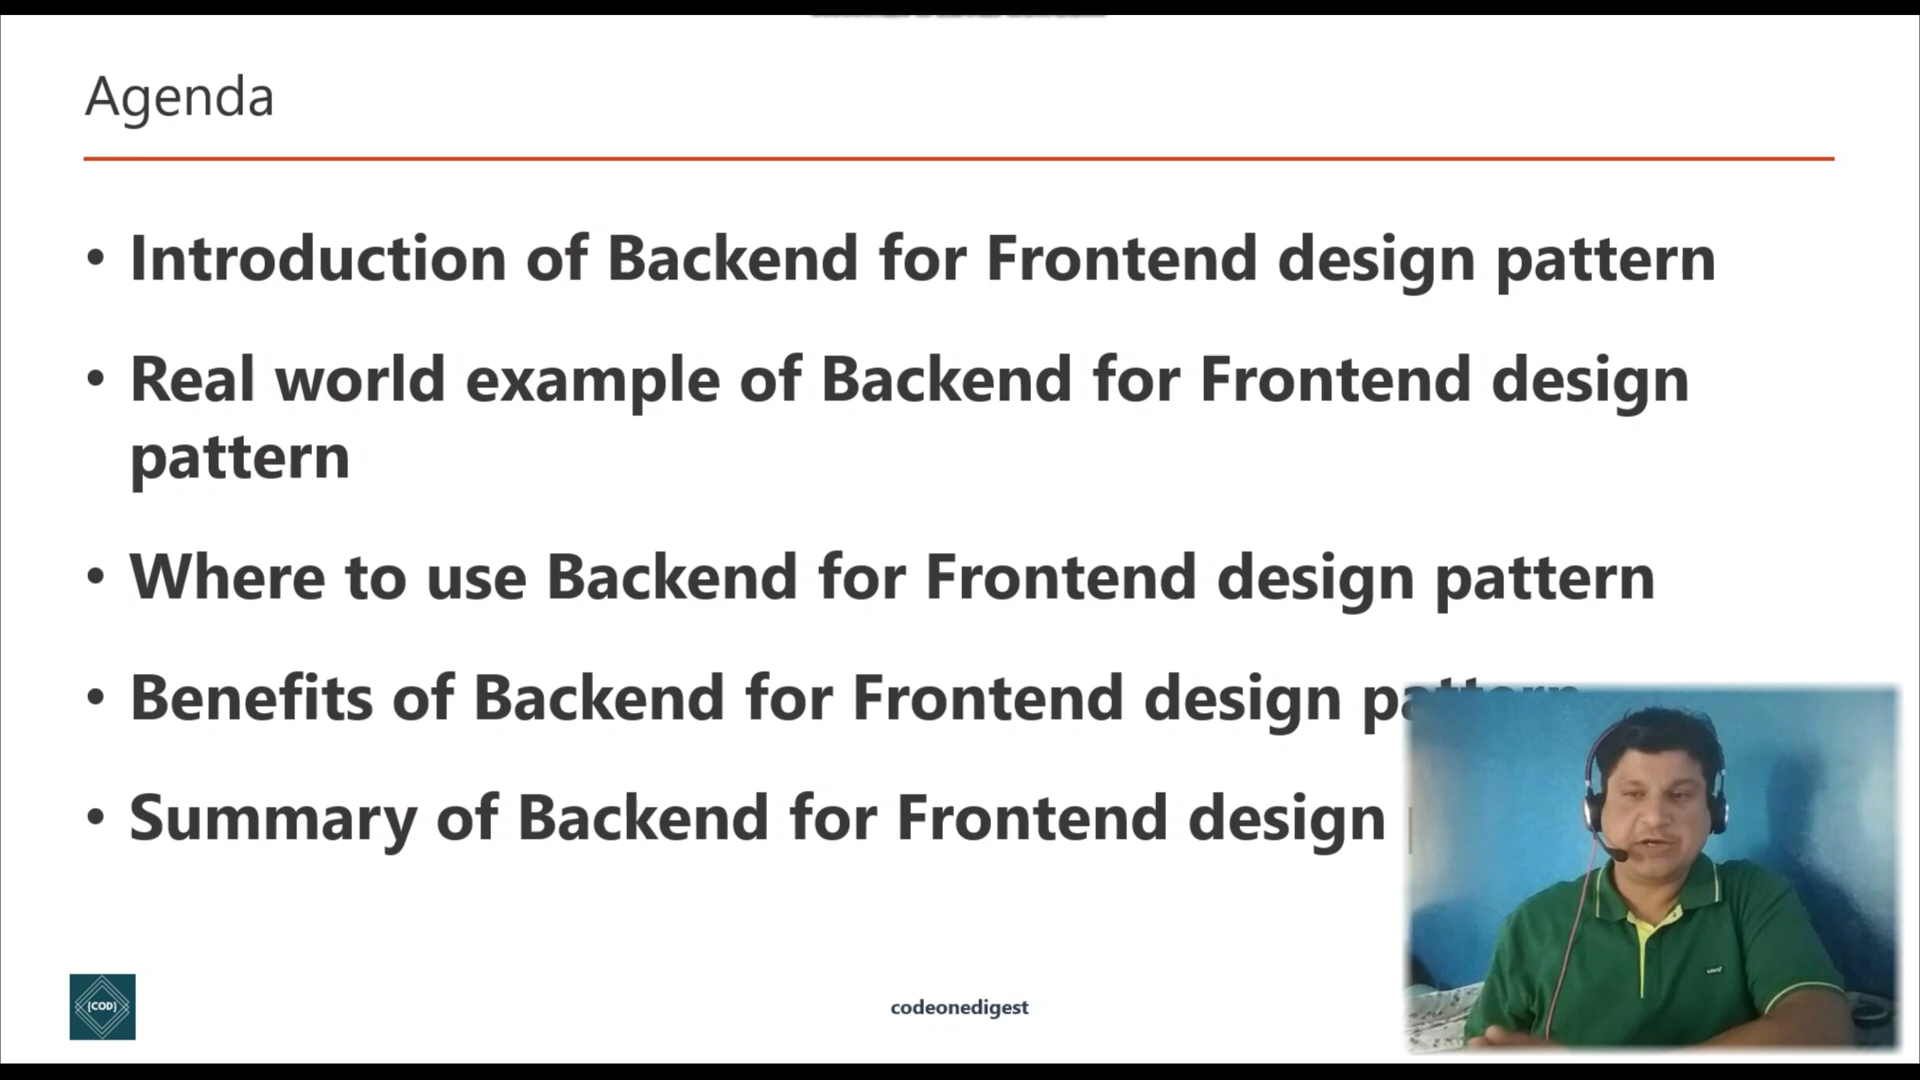 Agenda
• Introduction of Backend for Frontend design pattern
• Real world example of Backend for Frontend design
pattern
• Where to use Backend for Frontend design pattern
• Benefits of Backend for Frontend design pattern
• Summary of Backend for Frontend design
[COD]
codeonedigest